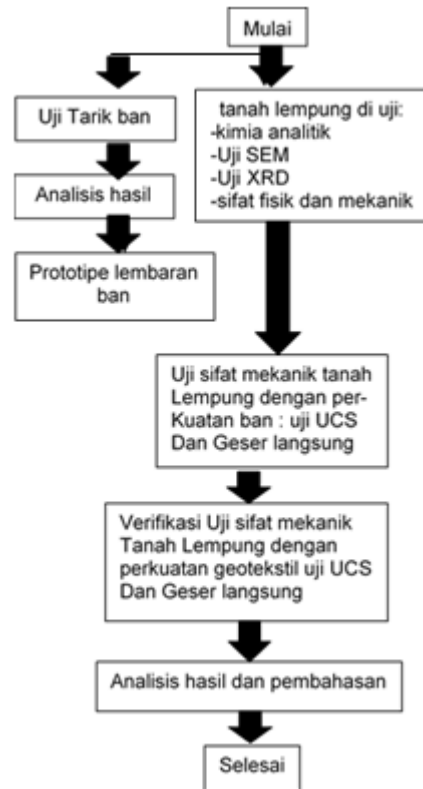 Mulai
Uji Tarik ban
Analisis hasil
Prototipe lembaran
ban
tanah lempung di uji:
-kimia analitik
-Uji SEM
-Uji XRD
-sifat fisik dan mekanik
Uji sifat mekanik tanah
Lempung dengan per-
Kuatan ban : uji UCS
Dan Geser langsung
Verifikasi Uji sifat mekanik
Tanah Lempung dengan
perkuatan geotekstil uji UCS
Dan Geser langsung
Analisis hasil dan pembahasan
Selesai